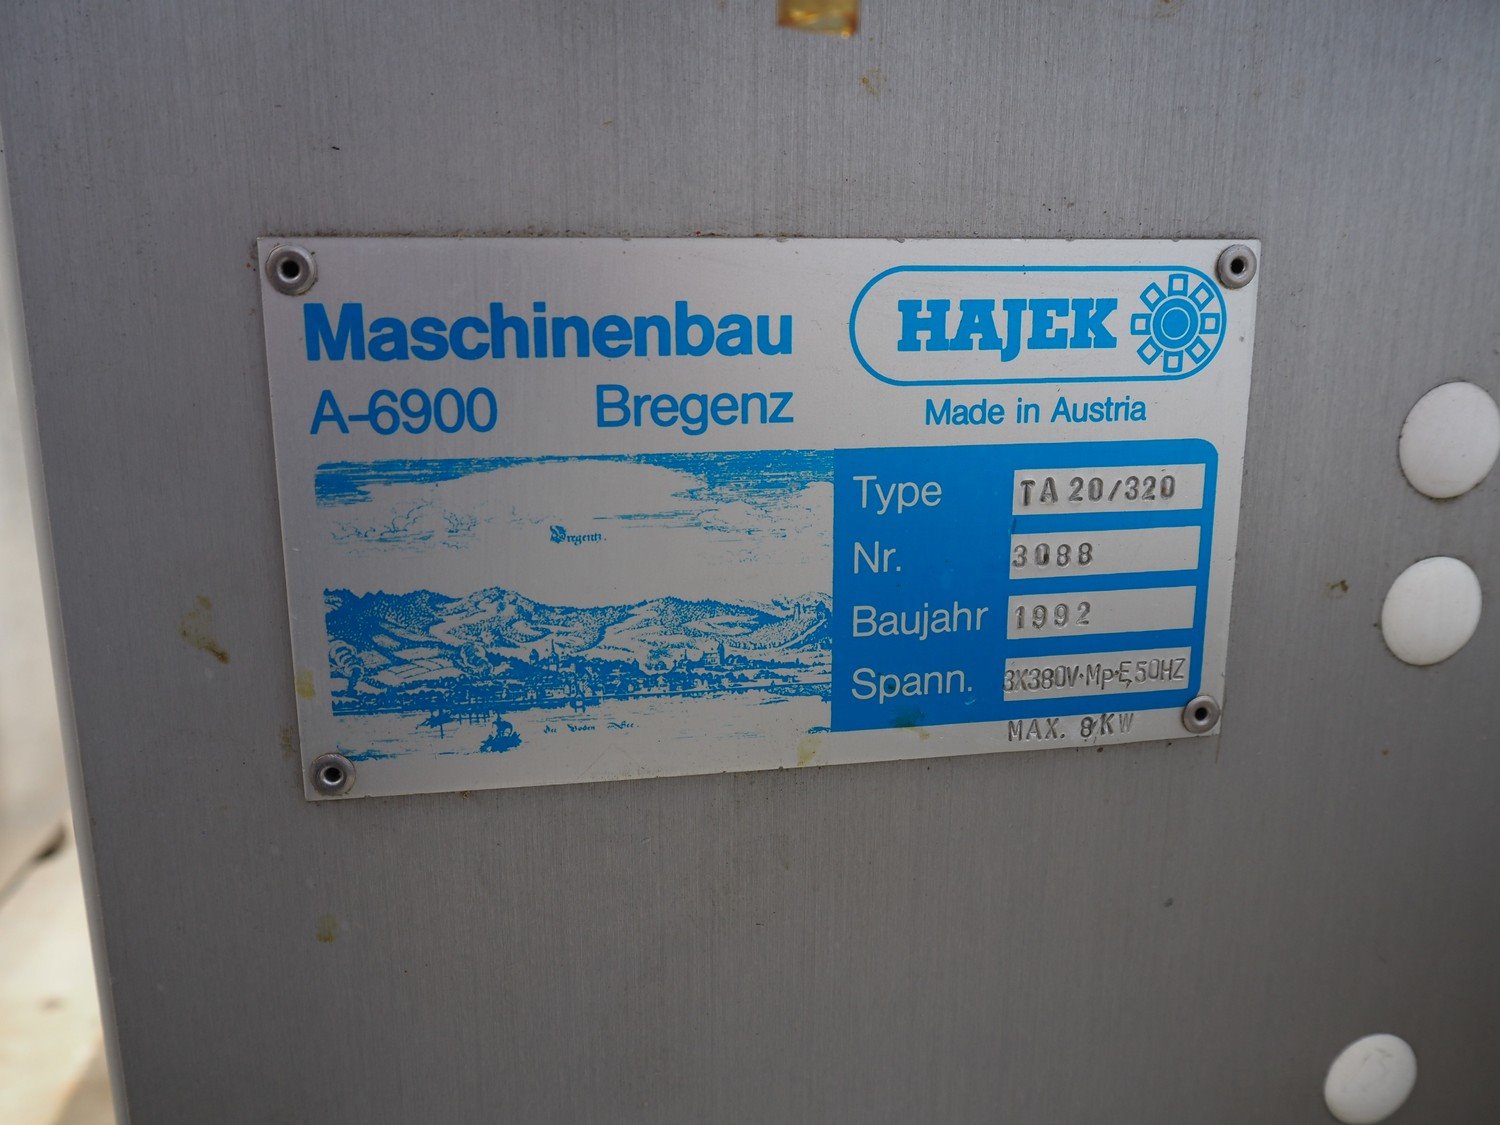 Maschinenbau
A-6900 Bregenz
HAJEK
Made in Austria
Bregentz.
Type TA 20/320
Nr. 3088
Baujahr 1992
Spann. 3X380V·Mp·E,50HZ
MAX. 8KW